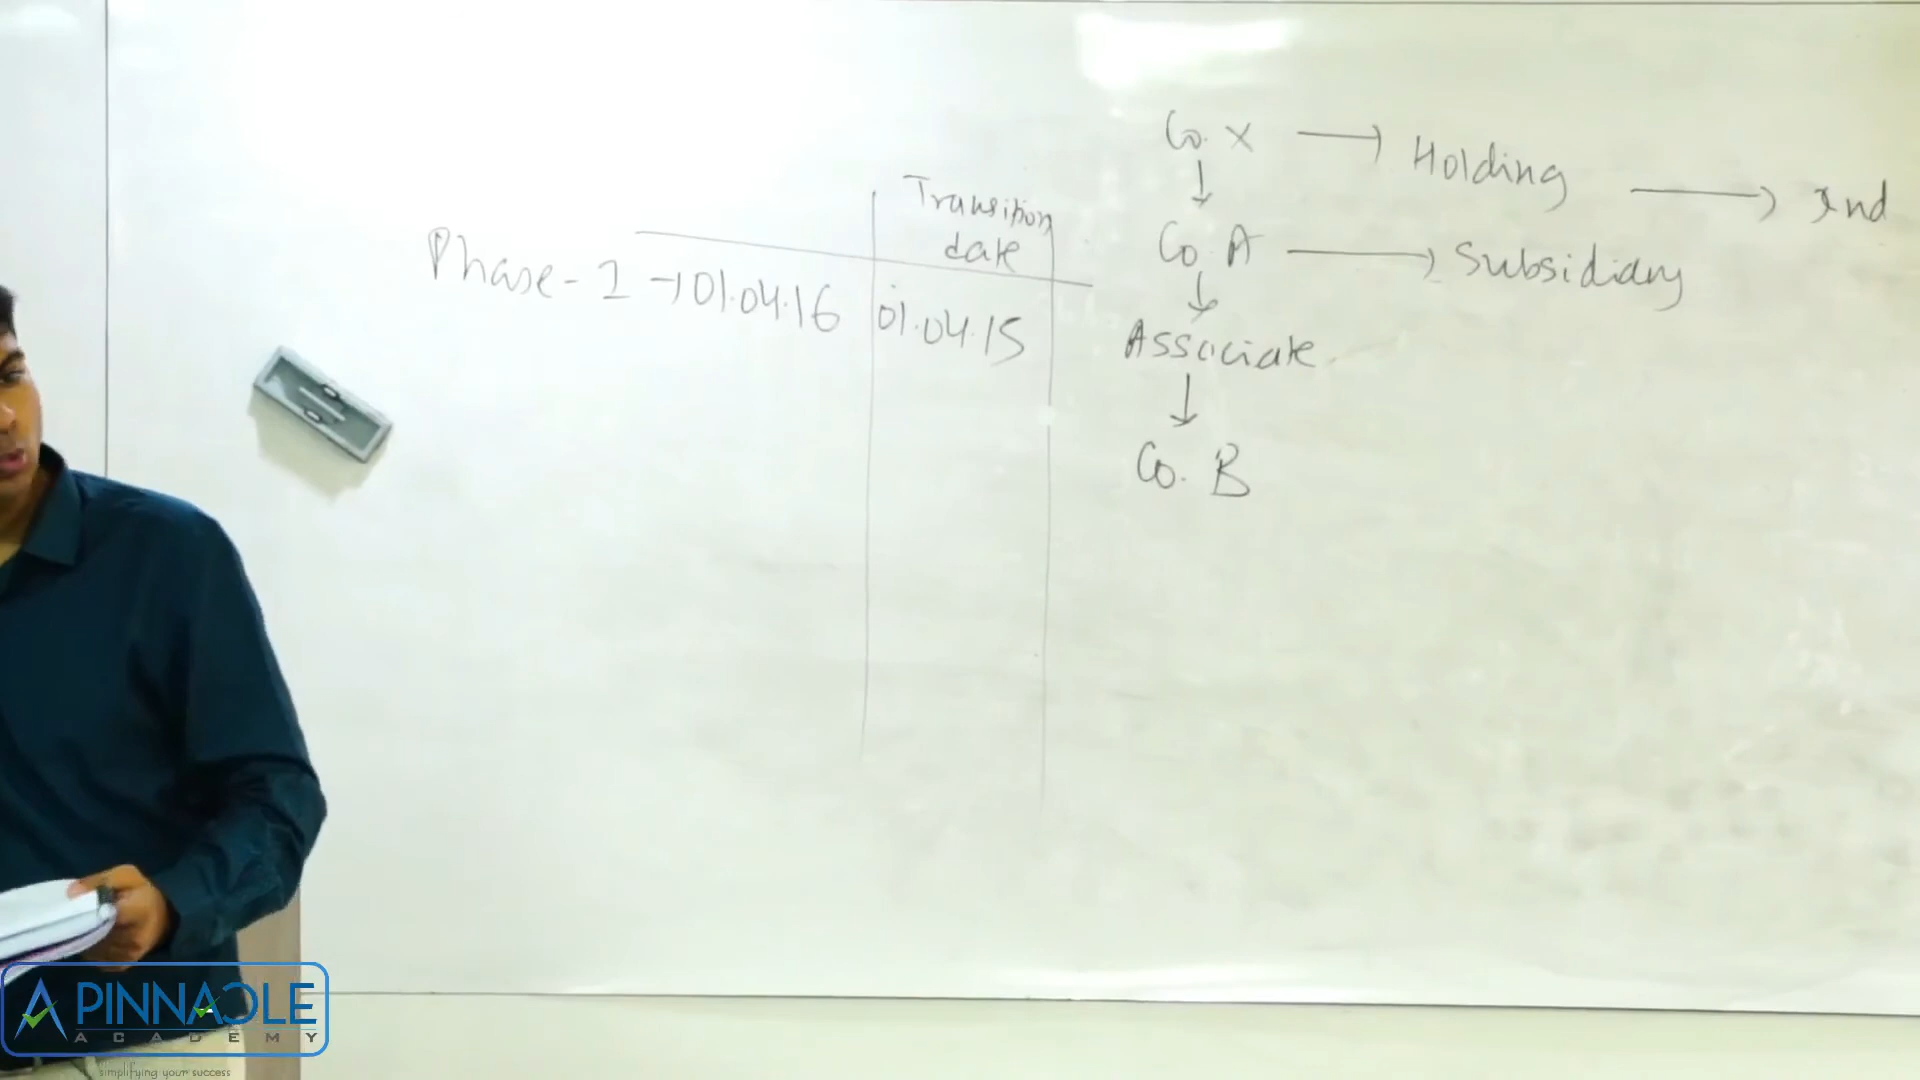 Transition
date
Phase-1 → 01.04.16
01.04.15
Co. X → Holding → Ind
↓
Co. A → Subsidiary
↓
Associate
↓
Co. B
PINNACLE
ACADEMY
simplifying your success